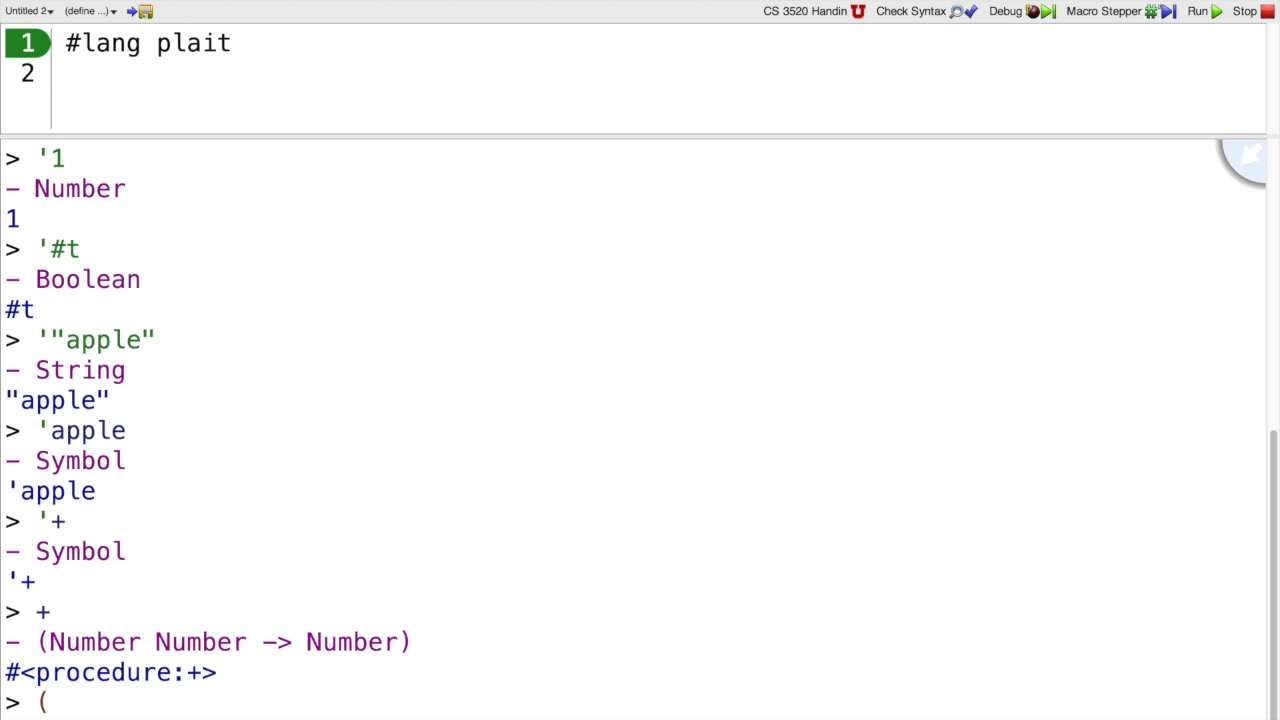 Untitled 2 (define ...) CS 3520 Handin Check Syntax Debug Macro Stepper Run Stop
1 #lang plait
2
> '1
- Number
1
> '#t
- Boolean
#t
> '"apple"
- String
"apple"
> 'apple
- Symbol
'apple
> '+
- Symbol
'+
> +
- (Number Number -> Number)
#<procedure:+>
> (